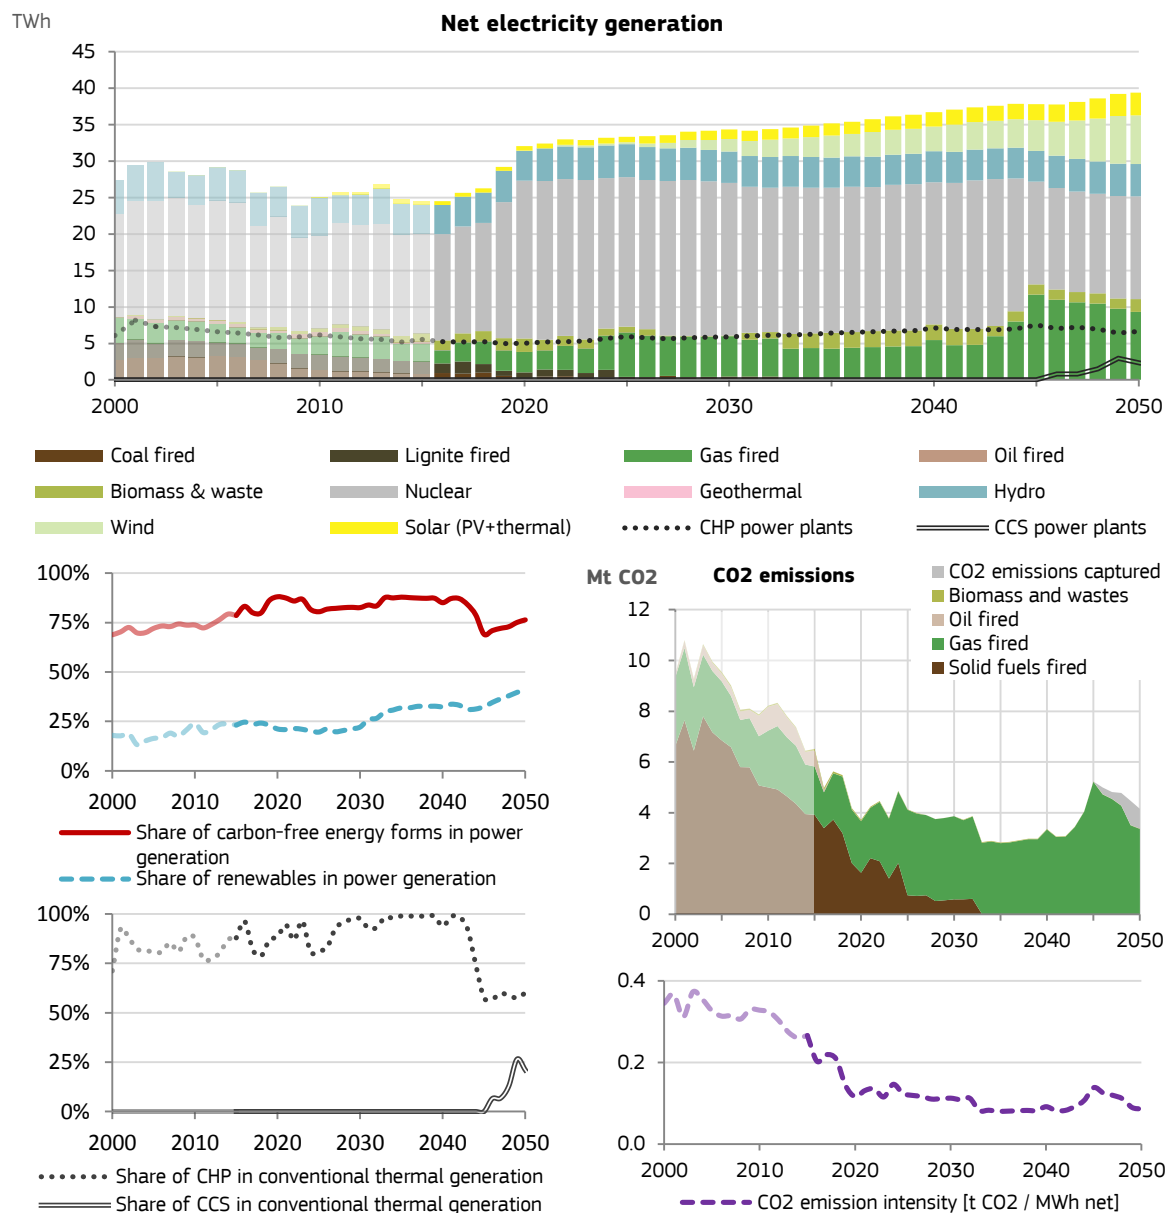 TWh
Net electricity generation
45
40
35
30
25
20
15
10
5
0
2000 2010 2020 2030 2040 2050
Coal fired Lignite fired Gas fired Oil fired
Biomass & waste Nuclear Geothermal Hydro
Wind Solar (PV+thermal) CHP power plants CCS power plants
100%
75%
50%
25%
0%
2000 2010 2020 2030 2040 2050
Share of carbon-free energy forms in power
generation
Share of renewables in power generation
Mt CO2
CO2 emissions
CO2 emissions captured
Biomass and wastes
Oil fired
Gas fired
Solid fuels fired
12
10
8
6
4
2
0
2000 2010 2020 2030 2040 2050
100%
75%
50%
25%
0%
2000 2010 2020 2030 2040 2050
Share of CHP in conventional thermal generation
Share of CCS in conventional thermal generation
0.4
0.2
0.0
2000 2010 2020 2030 2040 2050
CO2 emission intensity [t CO2 / MWh net]